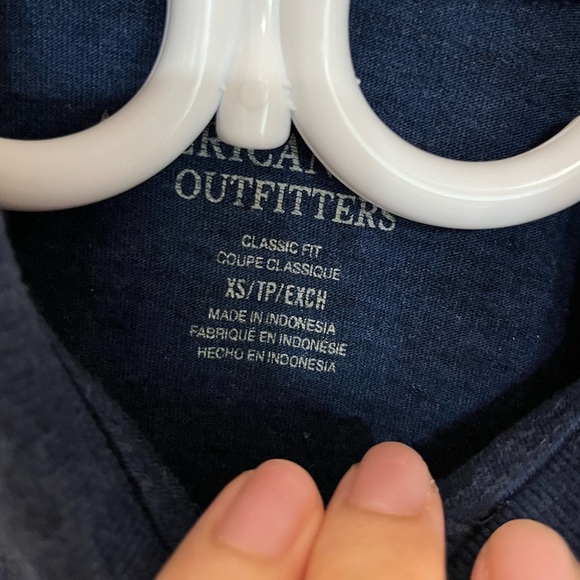 OUTFITTERS
CLASSIC FIT
COUPE CLASSIQUE
XS/TP/EXCH
MADE IN INDONESIA
FABRIQUÉ EN INDONÉSIE
HECHO EN INDONESIA